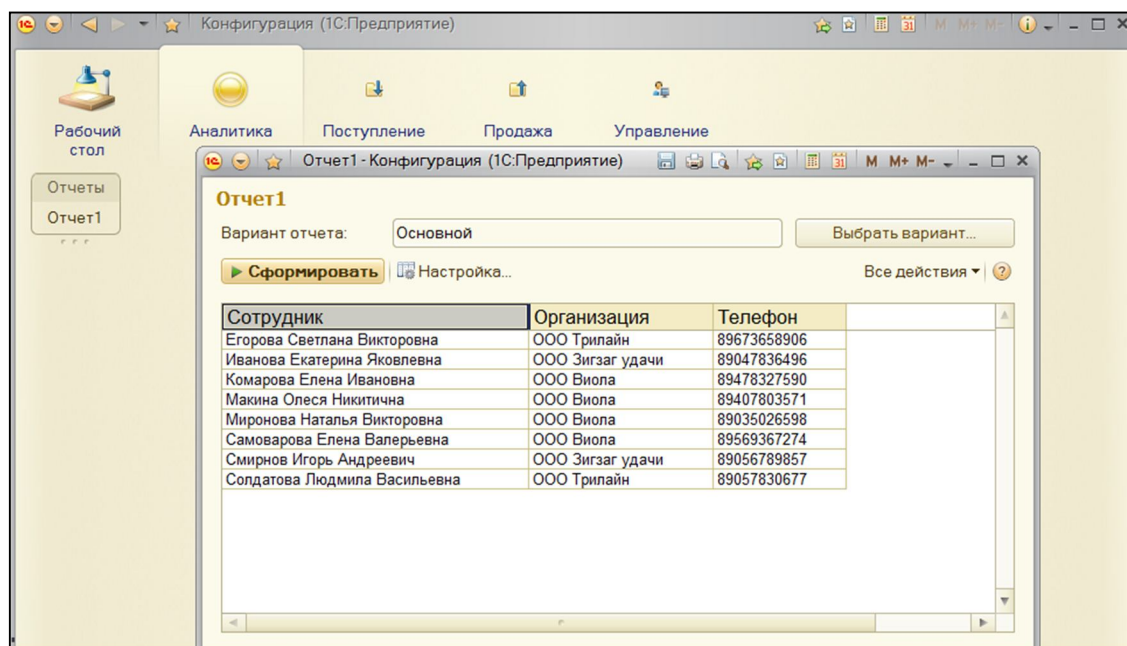 Конфигурация (1С:Предприятие)
31 M M+ M-
Рабочий стол
Аналитика Поступление Продажа Управление
Отчеты
Отчет1
Отчет1 - Конфигурация (1С:Предприятие) 31 M M+ M-
Отчет1
Вариант отчета: Основной Выбрать вариант...
Сформировать Настройка... Все действия ?
Сотрудник Организация Телефон
Егорова Светлана Викторовна ООО Трилайн 89673658906
Иванова Екатерина Яковлевна ООО Зигзаг удачи 89047836496
Комарова Елена Ивановна ООО Виола 89478327590
Макина Олеся Никитична ООО Виола 89407803571
Миронова Наталья Викторовна ООО Виола 89035026598
Самоварова Елена Валерьевна ООО Виола 89569367274
Смирнов Игорь Андреевич ООО Зигзаг удачи 89056789857
Солдатова Людмила Васильевна ООО Трилайн 89057830677